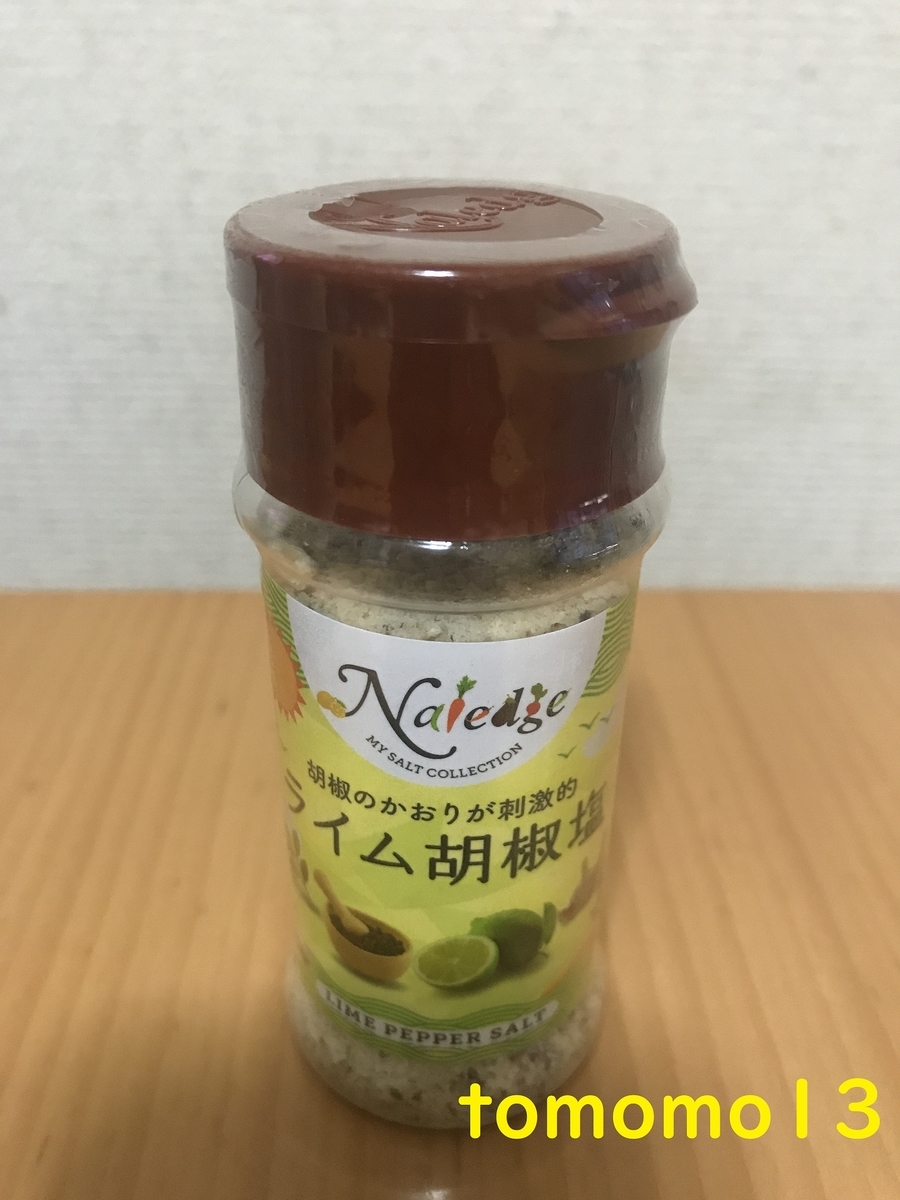 Naledge
Naledge
MY SALT COLLECTION
胡椒のかおりが刺激的
ライム胡椒塩
LIME PEPPER SALT
tomomo13